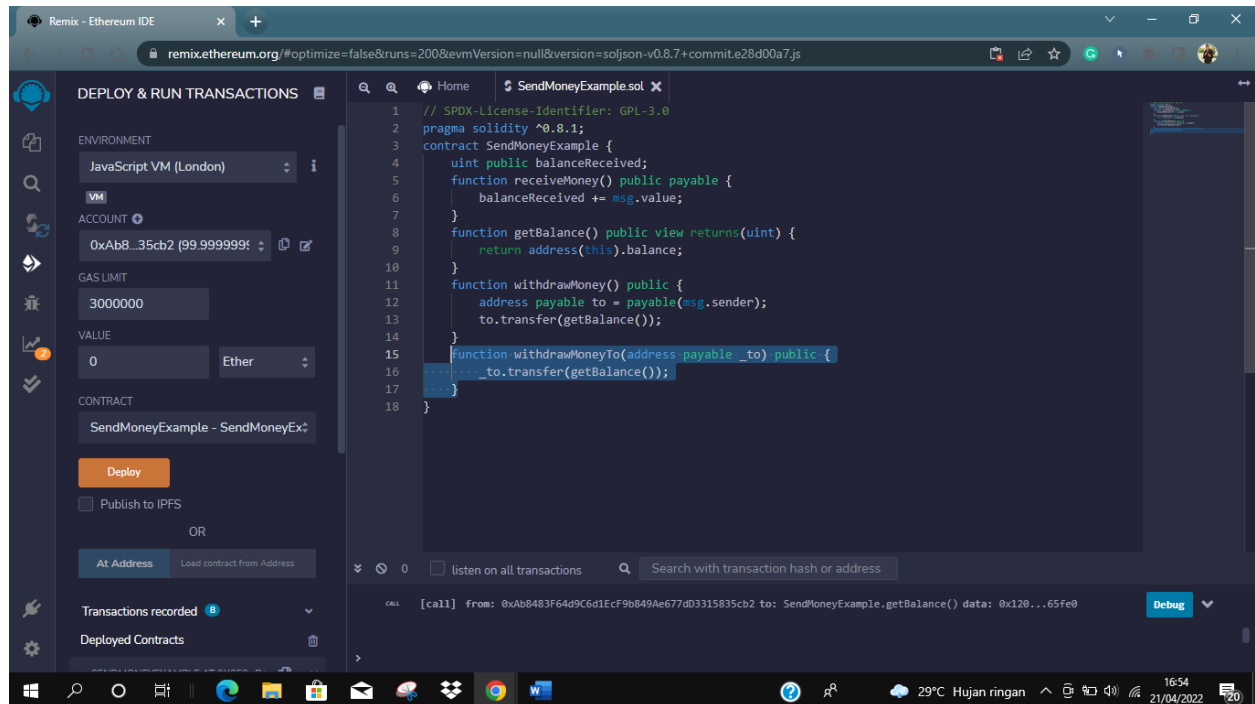 Remix - Ethereum IDE
remix.ethereum.org/#optimize=false&runs=200&evmVersion=null&version=soljson-v0.8.7+commit.e28d00a7.js
DEPLOY & RUN TRANSACTIONS
ENVIRONMENT
JavaScript VM (London)
VM
ACCOUNT
0xAb8...35cb2 (99.9999999
GAS LIMIT
3000000
VALUE
0 Ether
CONTRACT
SendMoneyExample - SendMoneyEx
Deploy
Publish to IPFS
OR
At Address Load contract from Address
Transactions recorded 8
Deployed Contracts
2
Home SendMoneyExample.sol
1 // SPDX-License-Identifier: GPL-3.0
2 pragma solidity ^0.8.1;
3 contract SendMoneyExample {
4 uint public balanceReceived;
5 function receiveMoney() public payable {
6 balanceReceived += msg.value;
7 }
8 function getBalance() public view returns(uint) {
9 return address(this).balance;
10 }
11 function withdrawMoney() public {
12 address payable to = payable(msg.sender);
13 to.transfer(getBalance());
14 }
15 function withdrawMoneyTo(address payable _to) public {
16 _to.transfer(getBalance());
17 }
18 }
0 listen on all transactions Search with transaction hash or address
CALL [call] from: 0xAb8483F64d9C6d1EcF9b849Ae677dD3315835cb2 to: SendMoneyExample.getBalance() data: 0x120...65fe0 Debug
>
29°C Hujan ringan 16:54
21/04/2022
20